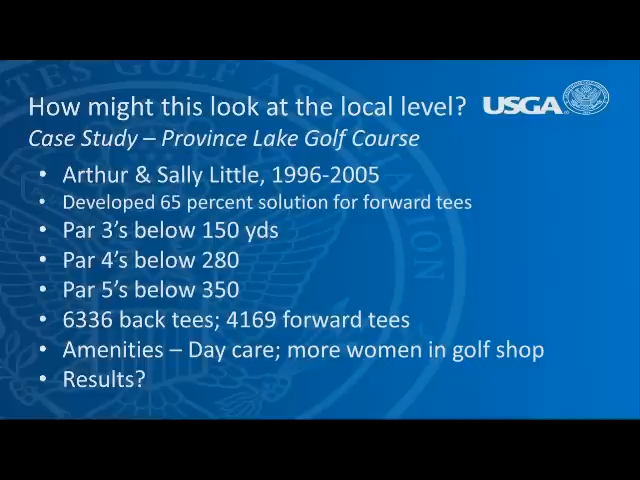 How might this look at the local level?
USGA
Case Study – Province Lake Golf Course
• Arthur & Sally Little, 1996-2005
• Developed 65 percent solution for forward tees
• Par 3's below 150 yds
• Par 4's below 280
• Par 5's below 350
• 6336 back tees; 4169 forward tees
• Amenities – Day care; more women in golf shop
• Results?